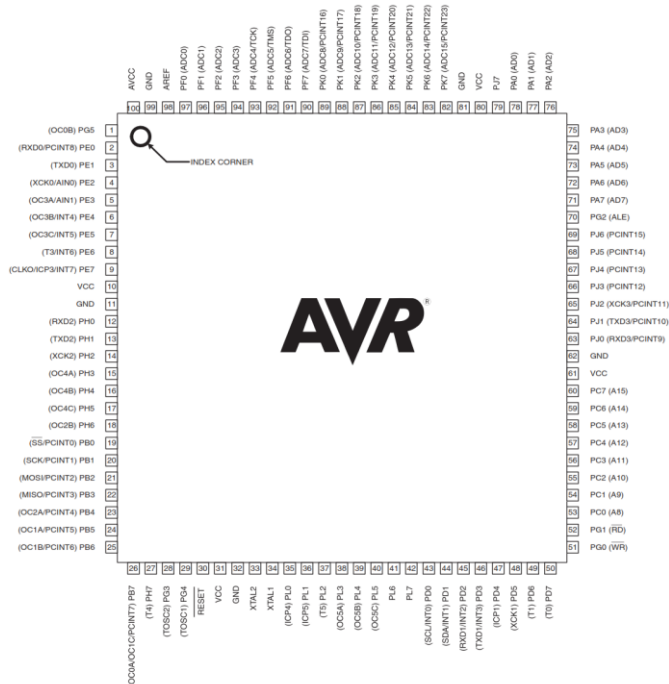 AVCC
GND
AREF
PF0 (ADC0)
PF1 (ADC1)
PF2 (ADC2)
PF3 (ADC3)
PF4 (ADC4/TCK)
PF5 (ADC5/TMS)
PF6 (ADC6/TDO)
PF7 (ADC7/TDI)
PK0 (ADC8/PCINT16)
PK1 (ADC9/PCINT17)
PK2 (ADC10/PCINT18)
PK3 (ADC11/PCINT19)
PK4 (ADC12/PCINT20)
PK5 (ADC13/PCINT21)
PK6 (ADC14/PCINT22)
PK7 (ADC15/PCINT23)
GND
VCC
PJ7
PA0 (AD0)
PA1 (AD1)
PA2 (AD2)
100 99 98 97 96 95 94 93 92 91 90 89 88 87 86 85 84 83 82 81 80 79 78 77 76
(OC0B) PG5 1
(RXD0/PCINT8) PE0 2
(TXD0) PE1 3
(XCK0/AIN0) PE2 4
(OC3A/AIN1) PE3 5
(OC3B/INT4) PE4 6
(OC3C/INT5) PE5 7
(T3/INT6) PE6 8
(CLKO/ICP3/INT7) PE7 9
VCC 10
GND 11
(RXD2) PH0 12
(TXD2) PH1 13
(XCK2) PH2 14
(OC4A) PH3 15
(OC4B) PH4 16
(OC4C) PH5 17
(OC2B) PH6 18
(SS/PCINT0) PB0 19
(SCK/PCINT1) PB1 20
(MOSI/PCINT2) PB2 21
(MISO/PCINT3) PB3 22
(OC2A/PCINT4) PB4 23
(OC1A/PCINT5) PB5 24
(OC1B/PCINT6) PB6 25
INDEX CORNER
AVR®
75 PA3 (AD3)
74 PA4 (AD4)
73 PA5 (AD5)
72 PA6 (AD6)
71 PA7 (AD7)
70 PG2 (ALE)
69 PJ6 (PCINT15)
68 PJ5 (PCINT14)
67 PJ4 (PCINT13)
66 PJ3 (PCINT12)
65 PJ2 (XCK3/PCINT11)
64 PJ1 (TXD3/PCINT10)
63 PJ0 (RXD3/PCINT9)
62 GND
61 VCC
60 PC7 (A15)
59 PC6 (A14)
58 PC5 (A13)
57 PC4 (A12)
56 PC3 (A11)
55 PC2 (A10)
54 PC1 (A9)
53 PC0 (A8)
52 PG1 (RD)
51 PG0 (WR)
26 27 28 29 30 31 32 33 34 35 36 37 38 39 40 41 42 43 44 45 46 47 48 49 50
(OC0A/OC1C/PCINT7) PB7
(T4) PH7
(TOSC2) PG3
(TOSC1) PG4
RESET
VCC
GND
XTAL2
XTAL1
(ICP4) PL0
(ICP5) PL1
(T5) PL2
(OC5A) PL3
(OC5B) PL4
(OC5C) PL5
PL6
PL7
(SCL/INT0) PD0
(SDA/INT1) PD1
(RXD1/INT2) PD2
(TXD1/INT3) PD3
(ICP1) PD4
(XCK1) PD5
(T1) PD6
(T0) PD7